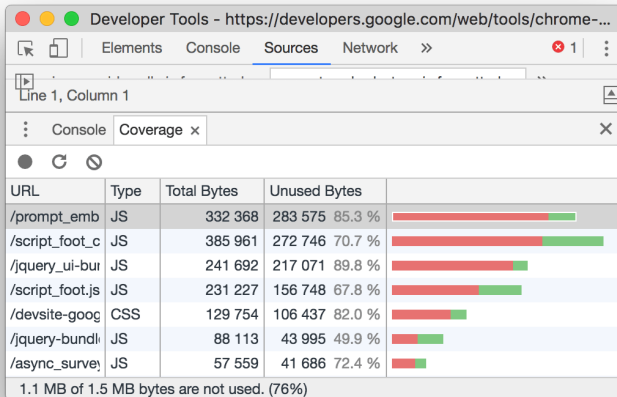 Developer Tools - https://developers.google.com/web/tools/chrome-...
Elements Console Sources Network » 1
Line 1, Column 1
Console Coverage ×
URL Type Total Bytes Unused Bytes
/prompt_emb JS 332 368 283 575 85.3 %
/script_foot_c JS 385 961 272 746 70.7 %
/jquery_ui-bur JS 241 692 217 071 89.8 %
/script_foot.js JS 231 227 156 748 67.8 %
/devsite-goog CSS 129 754 106 437 82.0 %
/jquery-bundl JS 88 113 43 995 49.9 %
/async_survey JS 57 559 41 686 72.4 %
1.1 MB of 1.5 MB bytes are not used. (76%)